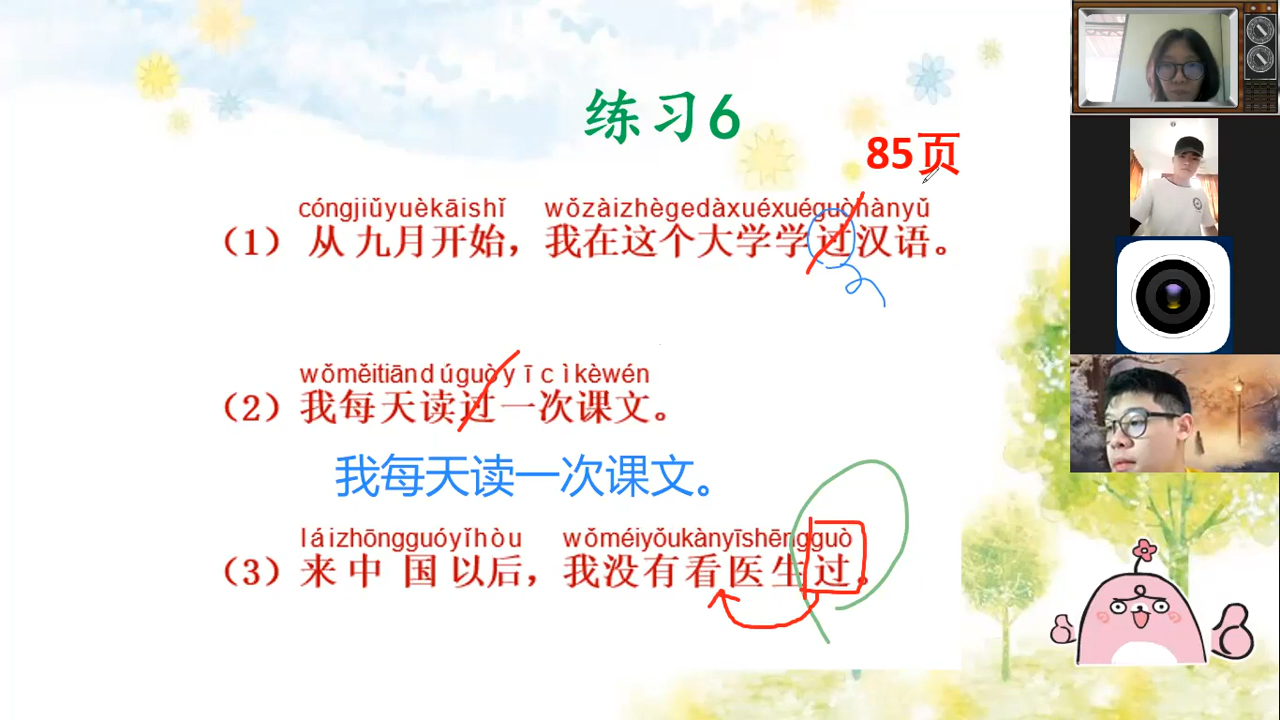 练习6
85页
cóngjiǔyuèkāishǐ wǒzàizhègedàxuéxuéguòhànyǔ
（1）从九月开始，我在这个大学学过汉语。
wǒměitiāndúguòyīcìkèwén
（2）我每天读过一次课文。
我每天读一次课文。
láizhōngguóyǐhòu wǒméiyǒukànyīshēngguò
（3）来中国以后，我没有看医生过。